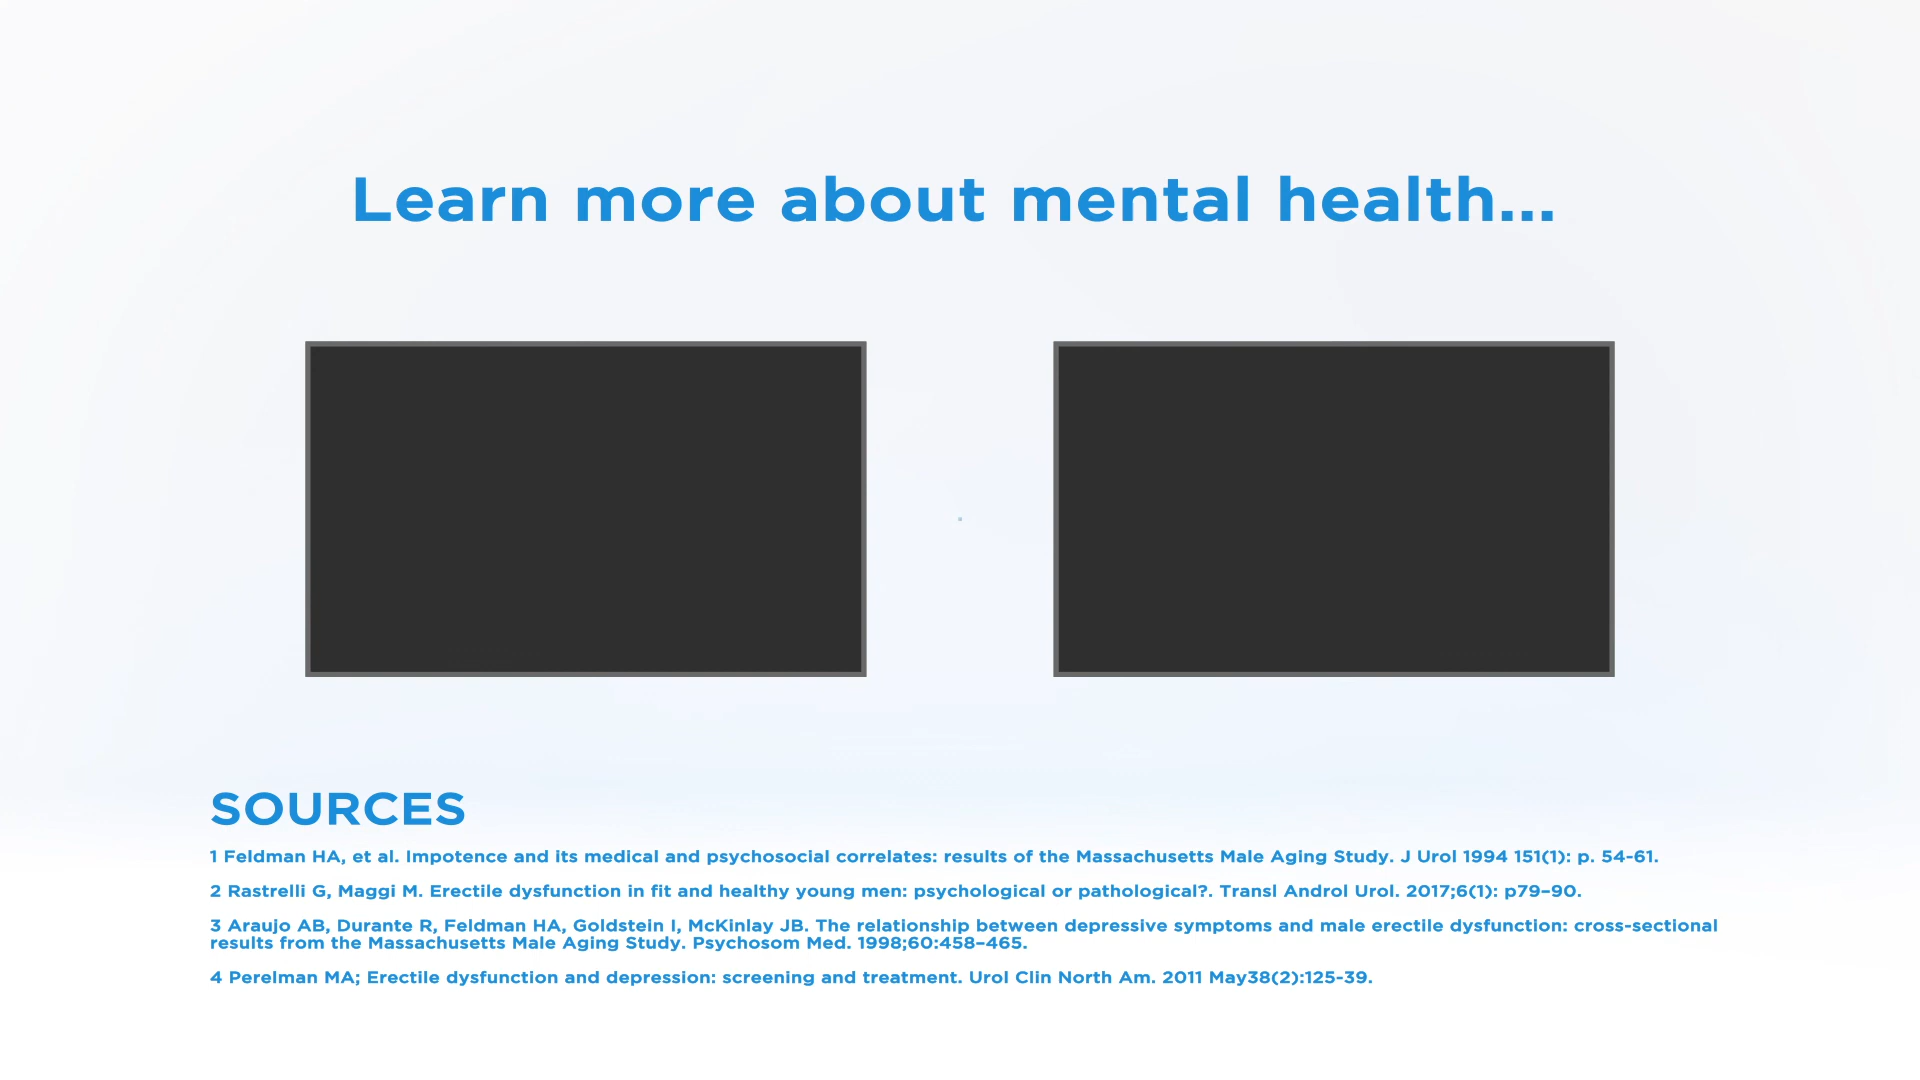 Learn more about mental health...
SOURCES
1 Feldman HA, et al. Impotence and its medical and psychosocial correlates: results of the Massachusetts Male Aging Study. J Urol 1994 151(1): p. 54-61.
2 Rastrelli G, Maggi M. Erectile dysfunction in fit and healthy young men: psychological or pathological?. Transl Androl Urol. 2017;6(1): p79–90.
3 Araujo AB, Durante R, Feldman HA, Goldstein I, McKinlay JB. The relationship between depressive symptoms and male erectile dysfunction: cross-sectional
results from the Massachusetts Male Aging Study. Psychosom Med. 1998;60:458–465.
4 Perelman MA; Erectile dysfunction and depression: screening and treatment. Urol Clin North Am. 2011 May38(2):125-39.